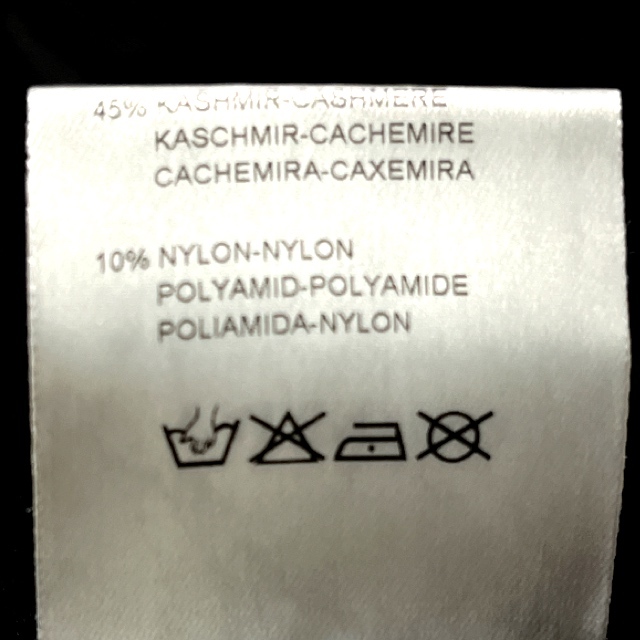 45% KASHMIR-CASHMERE
KASCHMIR-CACHEMIRE
CACHEMIRA-CAXEMIRA
10% NYLON-NYLON
POLYAMID-POLYAMIDE
POLIAMIDA-NYLON